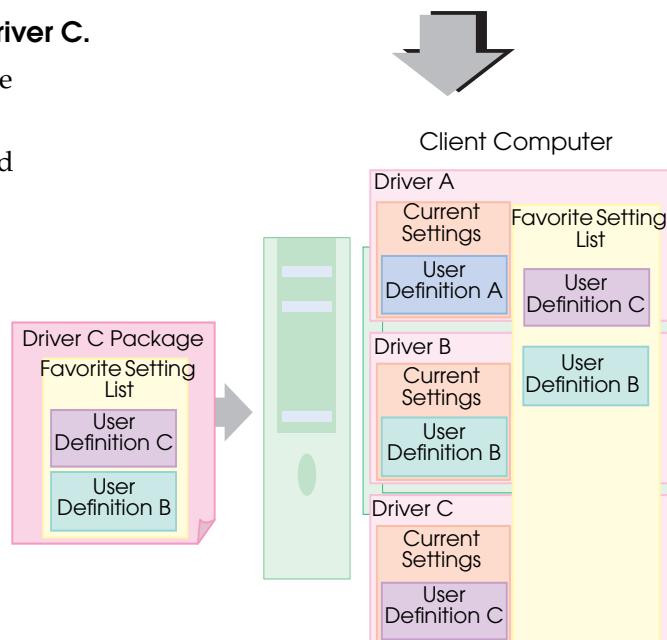 river C.
e
d
Client Computer
Driver A
Current
Settings
User
Definition A
Favorite Setting
List
User
Definition C
User
Definition B
Driver B
Current
Settings
User
Definition B
Driver C
Current
Settings
User
Definition C
Driver C Package
Favorite Setting
List
User
Definition C
User
Definition B